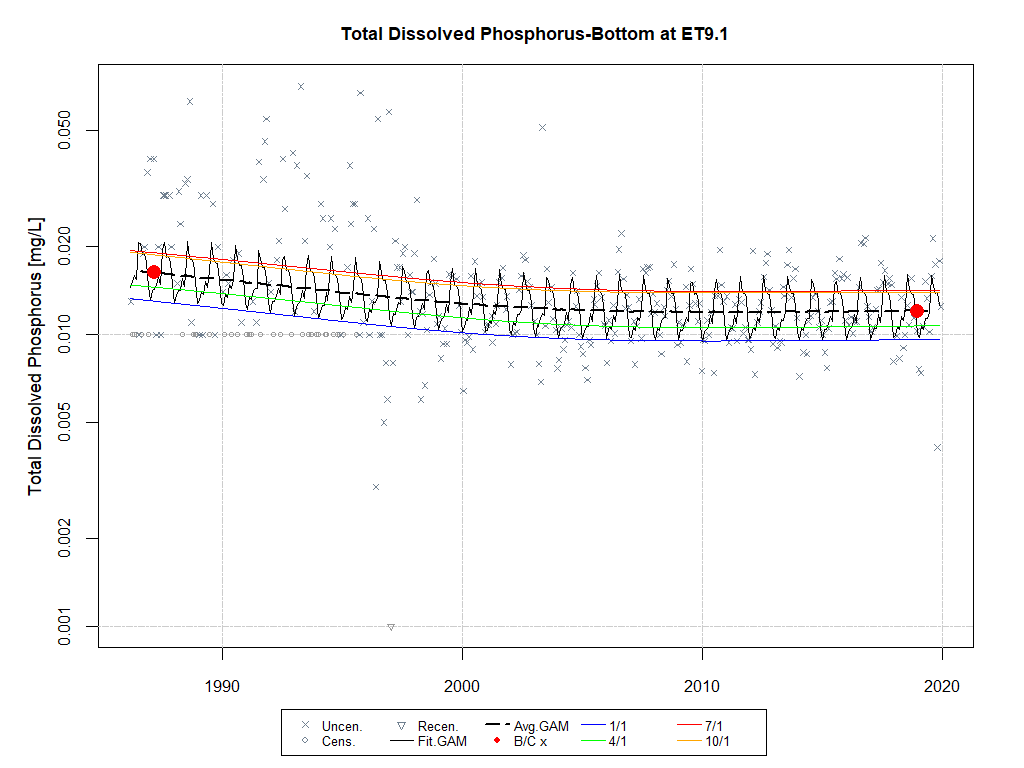 Total Dissolved Phosphorus-Bottom at ET9.1
Total Dissolved Phosphorus [mg/L]
0.050
0.020
0.010
0.005
0.002
0.001
1990 2000 2010 2020
Uncen. Recen. Avg.GAM 1/1 7/1
Cens. Fit.GAM B/C x 4/1 10/1